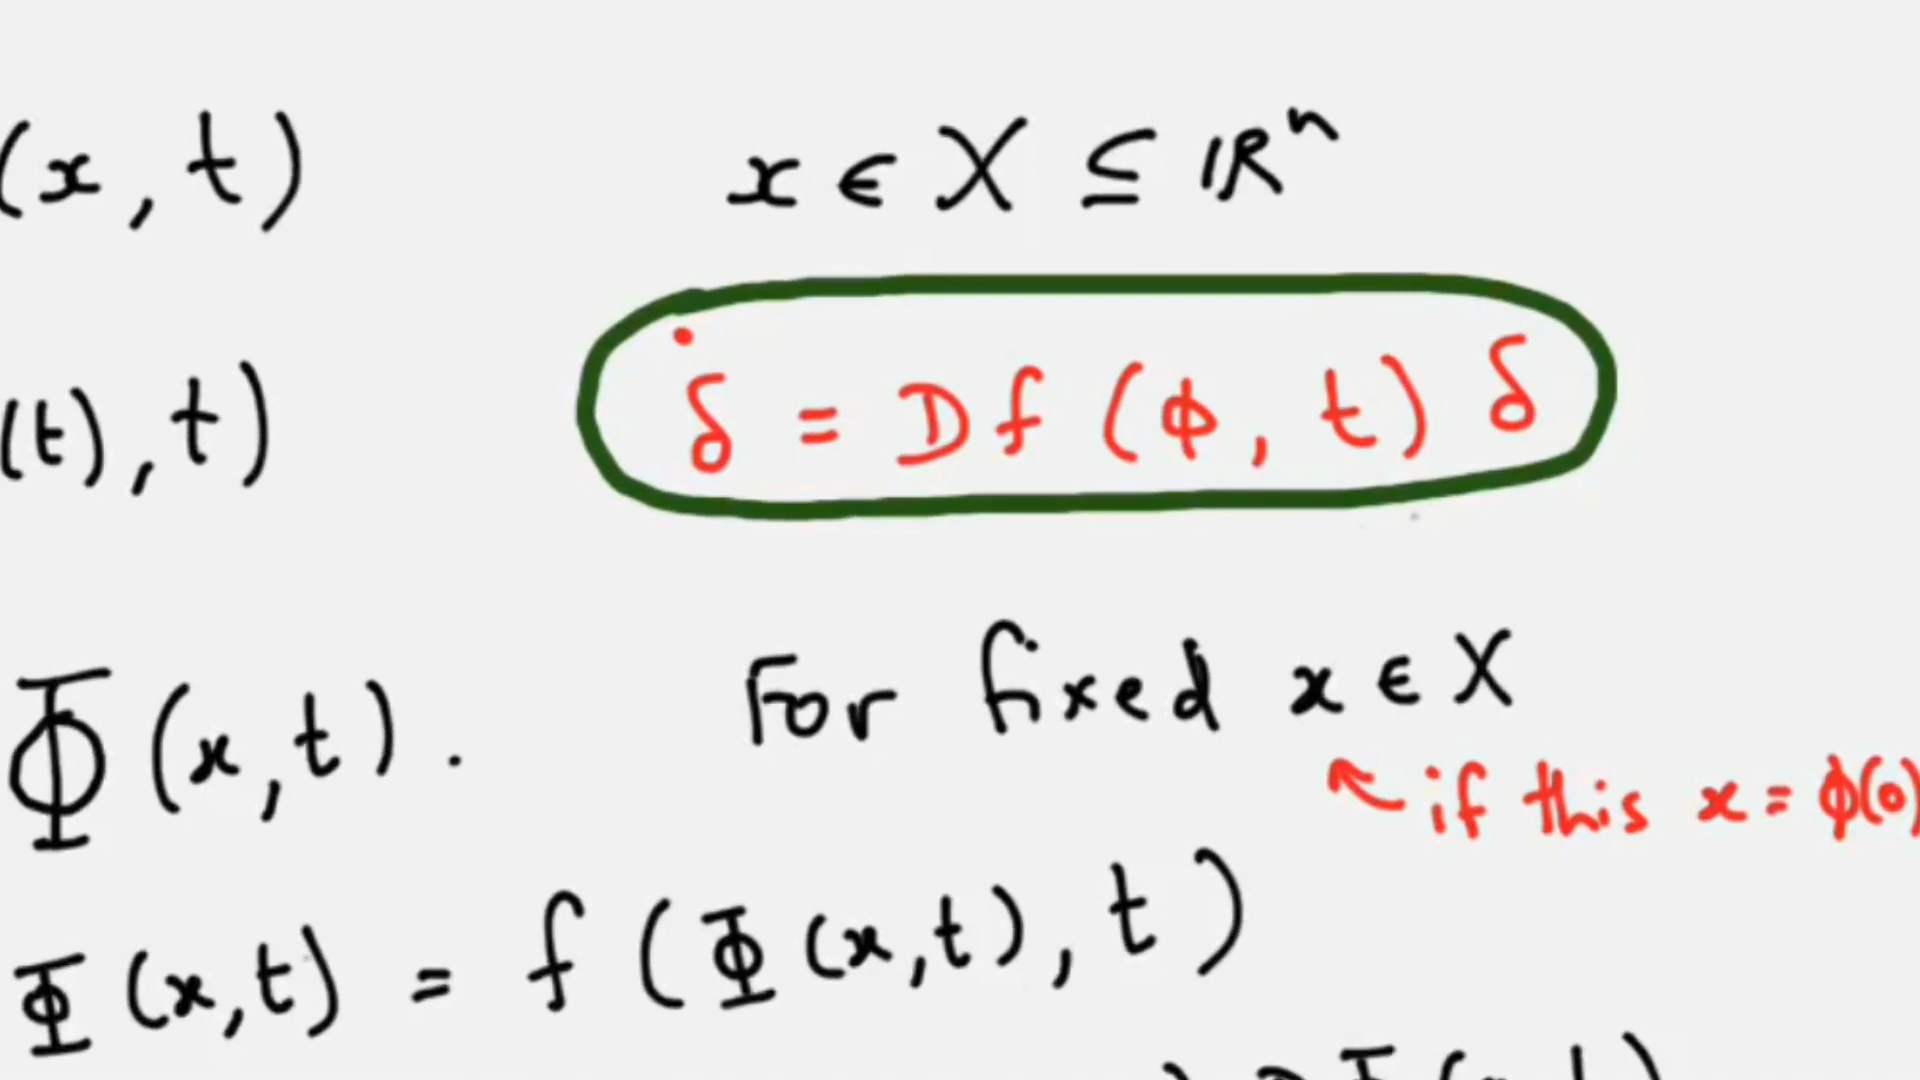 (x, t) x ∈ X ⊆ ℝⁿ
(t), t) δ̇ = Df(ϕ, t) δ
Φ(x,t). For fixed x ∈ X
if this x = ϕ(0)
Φ(x,t) = f(Φ(x,t), t)